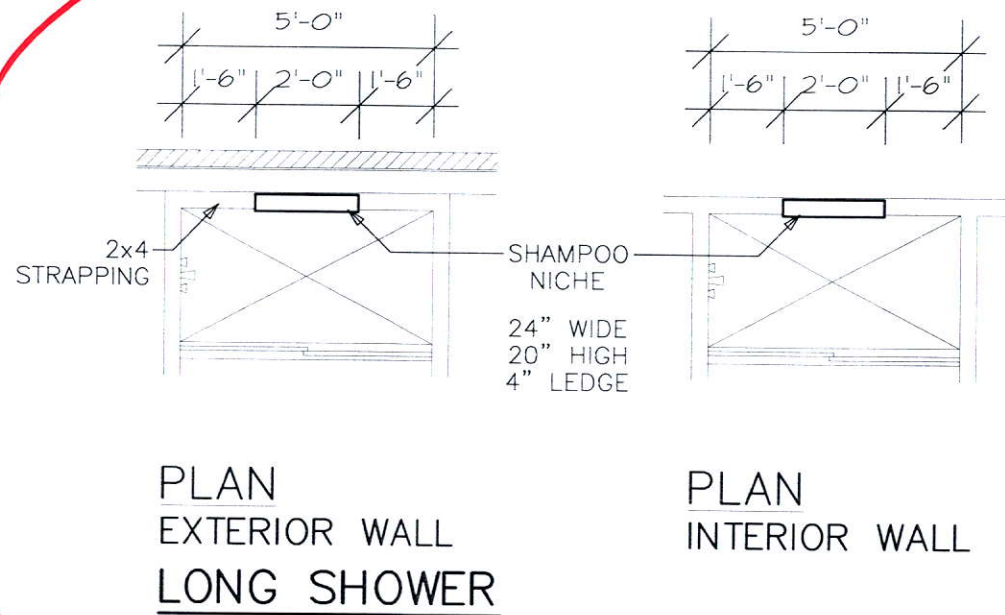 5'-0"
1'-6" 2'-0" 1'-6"
5'-0"
1'-6" 2'-0" 1'-6"
2x4
STRAPPING
SHAMPOO
NICHE
24" WIDE
20" HIGH
4" LEDGE
PLAN
EXTERIOR WALL
LONG SHOWER
PLAN
INTERIOR WALL